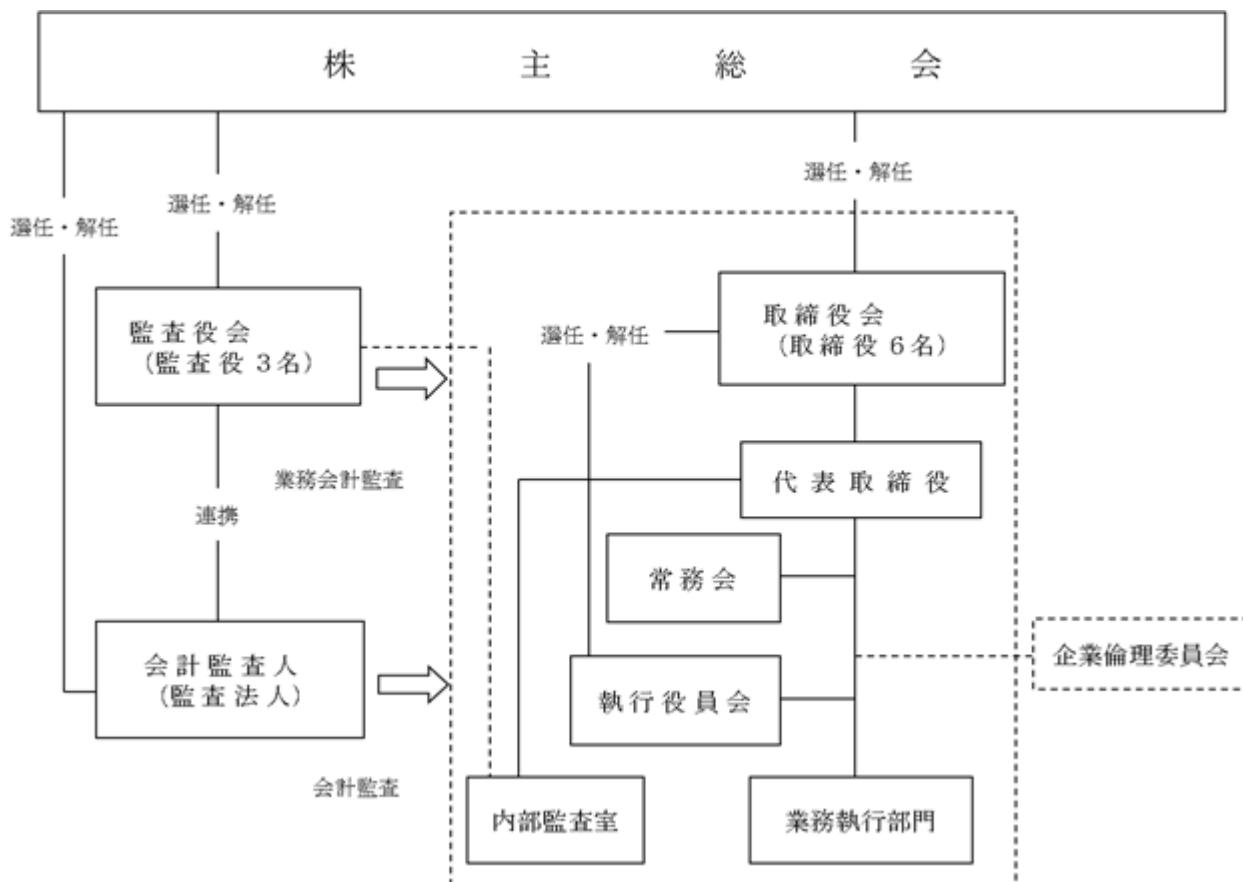 株主総会
選任・解任
選任・解任
選任・解任
監査役会
(監査役3名)
選任・解任
取締役会
(取締役6名)
業務会計監査
代表取締役
連携
常務会
会計監査人
(監査法人)
企業倫理委員会
執行役員会
会計監査
内部監査室
業務執行部門